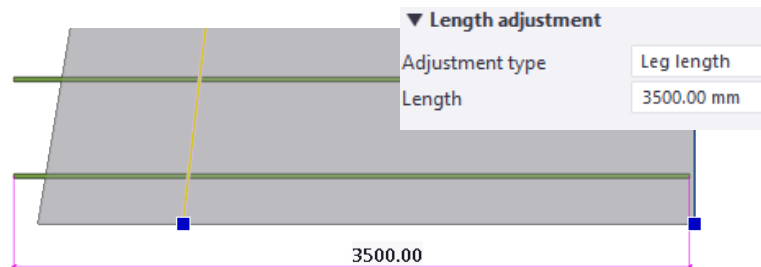 ▼ Length adjustment
Adjustment type Leg length
Length 3500.00 mm
3500.00